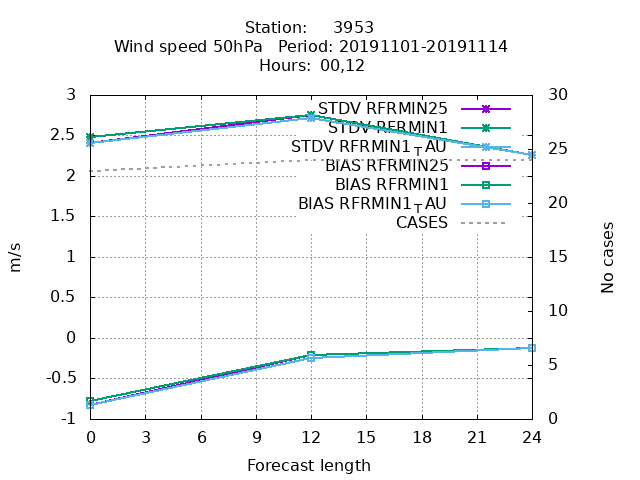 Station: 3953
Wind speed 50hPa Period: 20191101-20191114
Hours: 00,12
3
2.5
2
1.5
1
0.5
0
-0.5
-1
m/s
30
25
20
15
10
5
0
No cases
STDV RFRMIN25
STDV RFRMIN1
STDV RFRMIN1TAU
BIAS RFRMIN25
BIAS RFRMIN1
BIAS RFRMIN1TAU
CASES
0 3 6 9 12 15 18 21 24
Forecast length